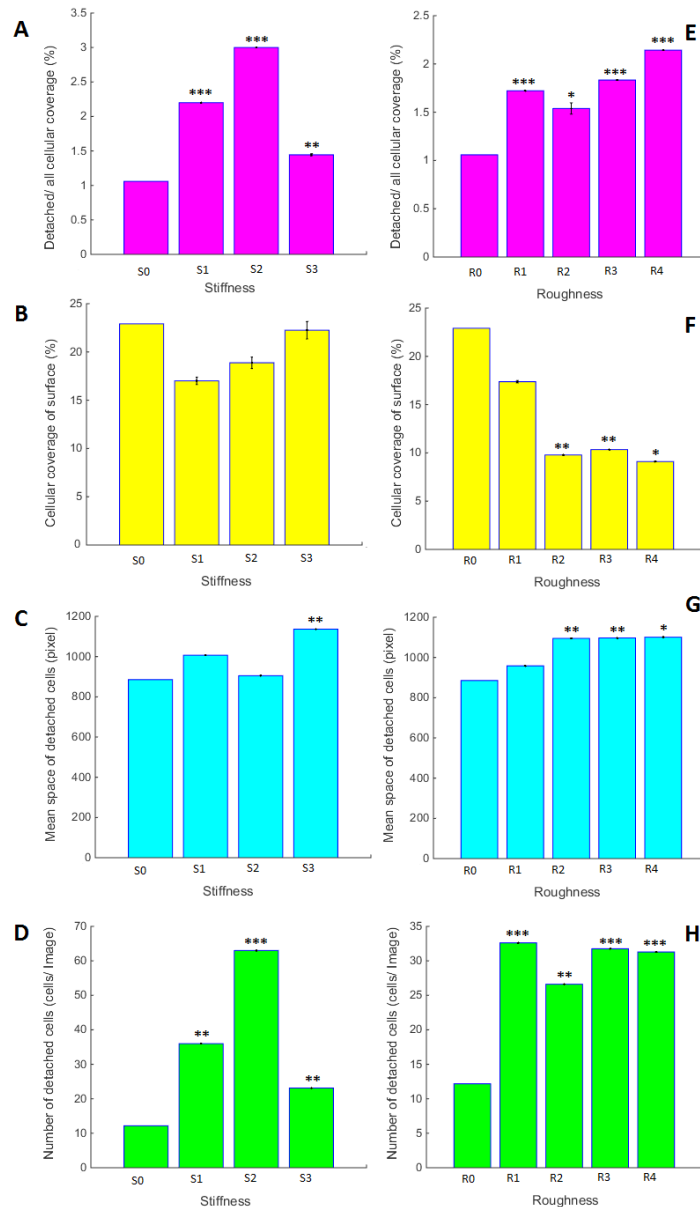 A
Detached/ all cellular coverage (%)
3.5
3
2.5
2
1.5
1
0.5
0
***
***
**
S0 S1 S2 S3
Stiffness
E
Detached/ all cellular coverage (%)
2.5
2
1.5
1
0.5
0
***
*
***
***
R0 R1 R2 R3 R4
Roughness
B
Cellular coverage of surface (%)
25
20
15
10
5
0
S0 S1 S2 S3
Stiffness
F
Cellular coverage of surface (%)
25
20
15
10
5
0
**
**
*
R0 R1 R2 R3 R4
Roughness
C
Mean space of detached cells (pixel)
1200
1000
800
600
400
200
0
**
S0 S1 S2 S3
Stiffness
G
Mean space of detached cells (pixel)
1200
1000
800
600
400
200
0
**
**
*
R0 R1 R2 R3 R4
Roughness
D
Number of detached cells (cells/ Image)
70
60
50
40
30
20
10
0
**
***
**
S0 S1 S2 S3
Stiffness
H
Number of detached cells (cells/ Image)
35
30
25
20
15
10
5
0
***
**
***
***
R0 R1 R2 R3 R4
Roughness